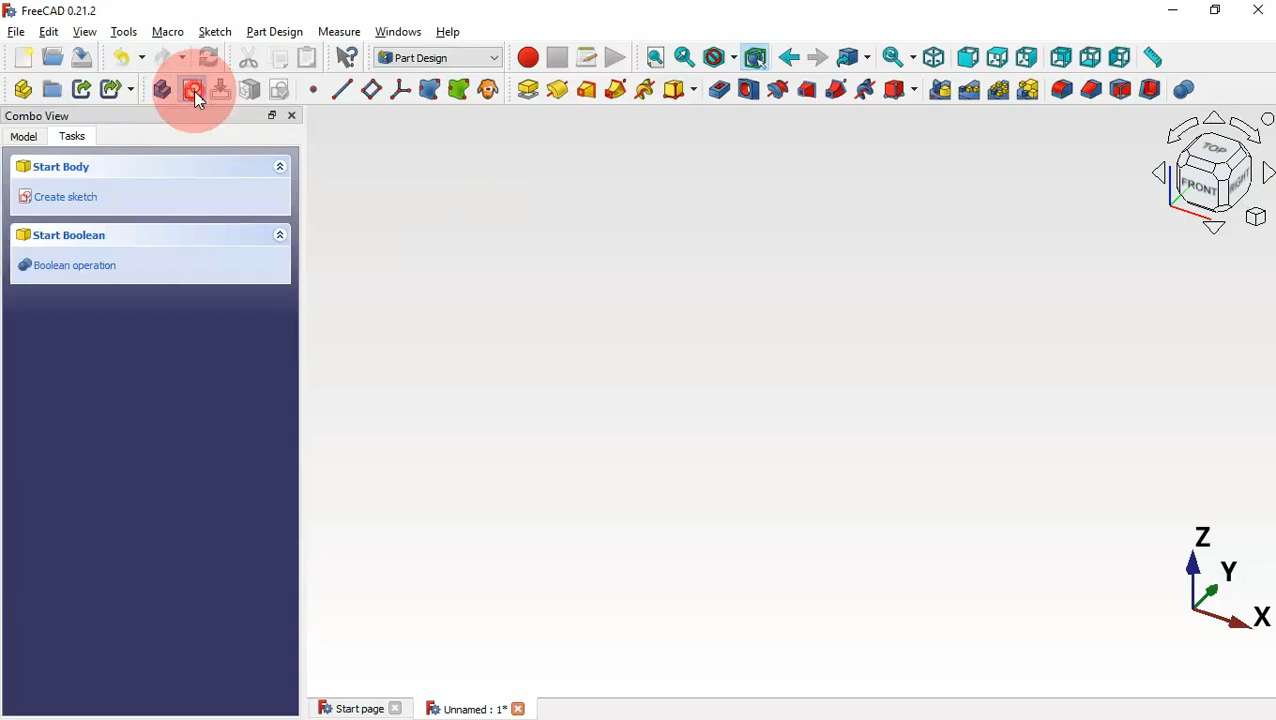 FreeCAD 0.21.2
File Edit View Tools Macro Sketch Part Design Measure Windows Help
Part Design
Combo View
Model Tasks
Start Body
Create sketch
Start Boolean
Boolean operation
TOP
FRONT RIGHT
Z
Y
X
Start page Unnamed : 1*